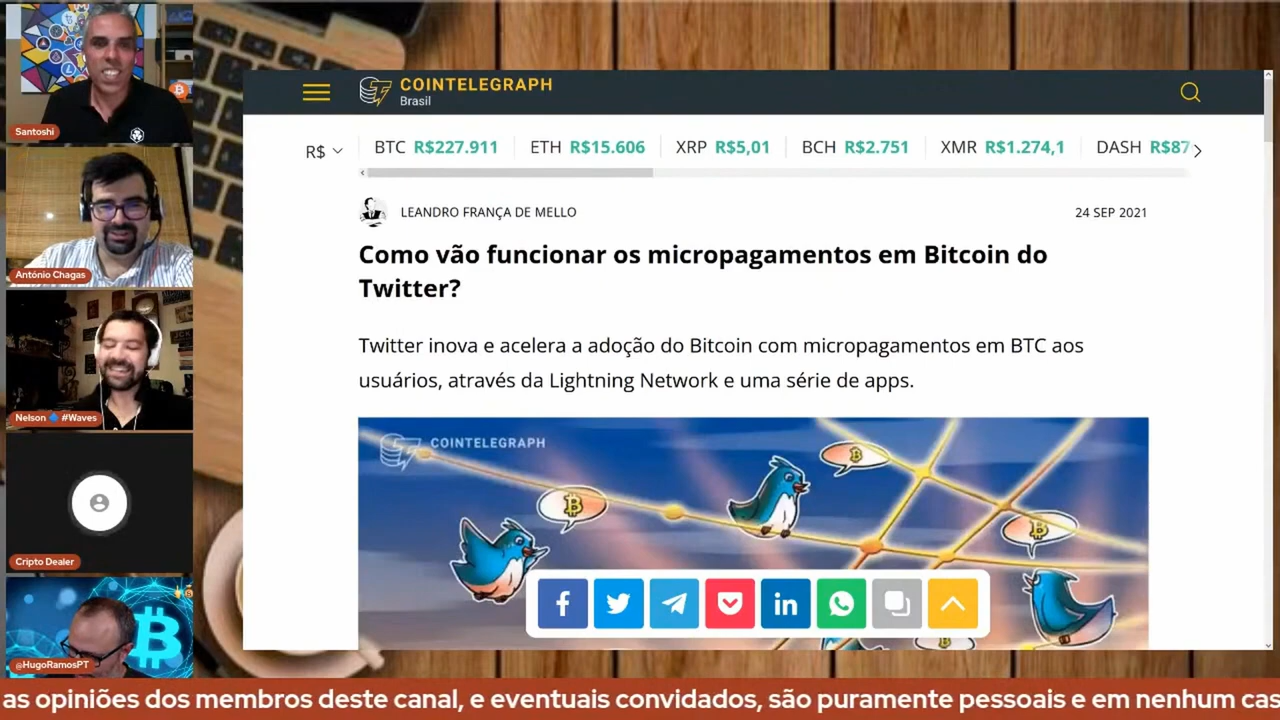 Santoshi
António Chagas
Nelson 🔷 #Waves
Cripto Dealer
@HugoRamosPT
COINTELEGRAPH
Brasil
R$
BTC R$227.911
ETH R$15.606
XRP R$5,01
BCH R$2.751
XMR R$1.274,1
DASH R$87
LEANDRO FRANÇA DE MELLO
24 SEP 2021
Como vão funcionar os micropagamentos em Bitcoin do
Twitter?
Twitter inova e acelera a adoção do Bitcoin com micropagamentos em BTC aos
usuários, através da Lightning Network e uma série de apps.
COINTELEGRAPH
as opiniões dos membros deste canal, e eventuais convidados, são puramente pessoais e em nenhum cas